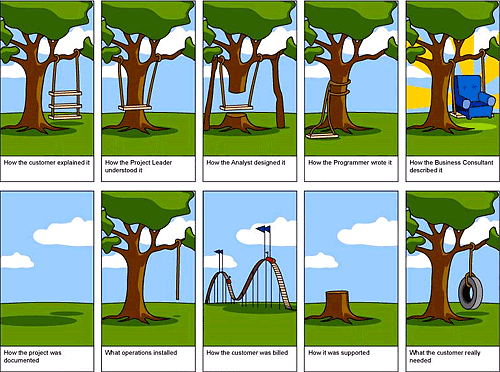 How the customer explained it
How the Project Leader
understood it
How the Analyst designed it
How the Programmer wrote it
How the Business Consultant
described it
How the project was
documented
What operations installed
How the customer was billed
How it was supported
What the customer really
needed